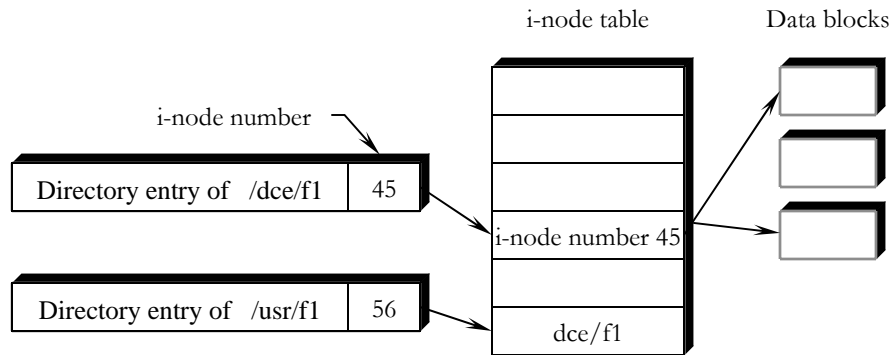 i-node table
Data blocks
i-node number
Directory entry of /dce/f1 45
i-node number 45
Directory entry of /usr/f1 56
dce/f1